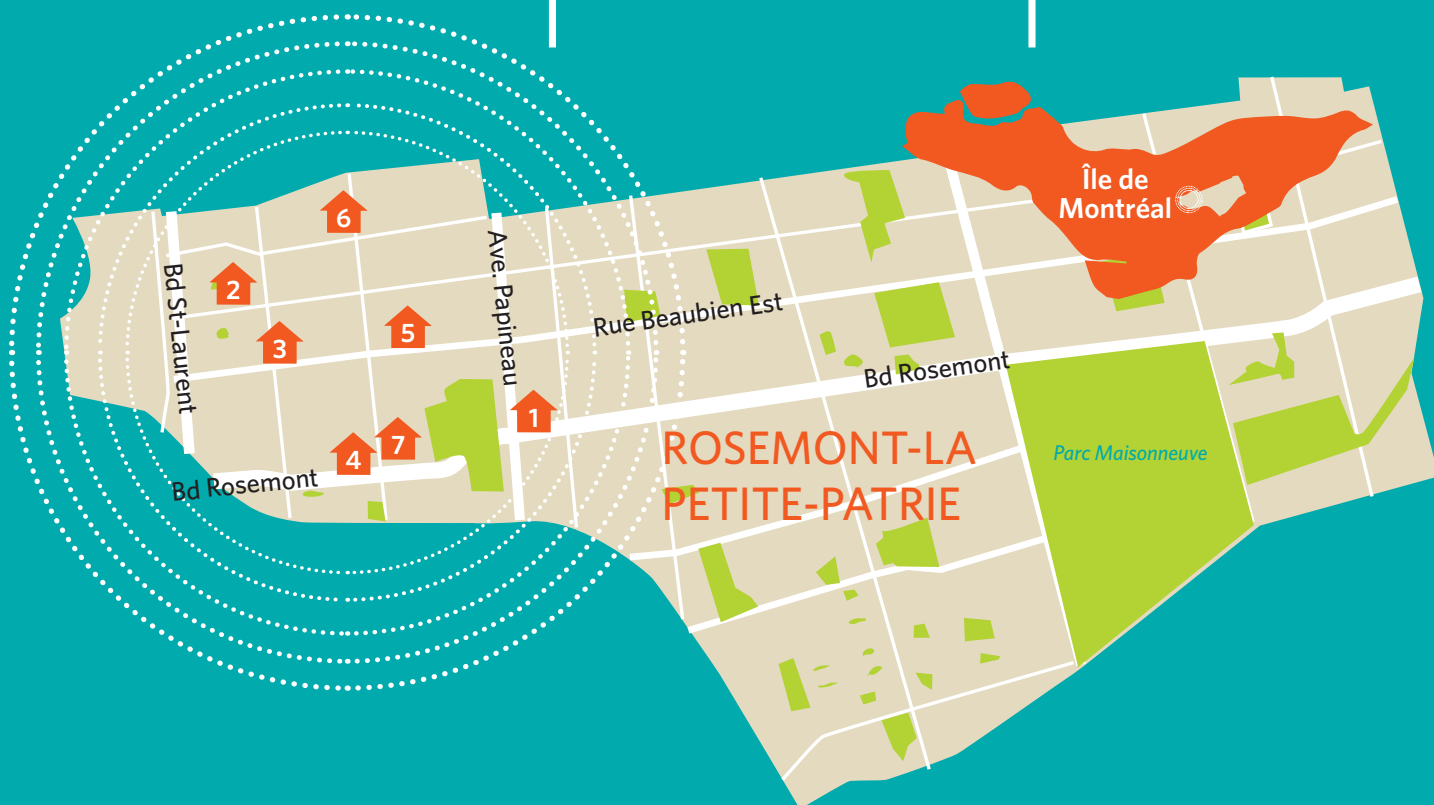 Île de
Montréal
6
2
Bd St-Laurent
3
5
Ave. Papineau
Rue Beaubien Est
Bd Rosemont
1
4
7
Bd Rosemont
ROSEMONT-LA
PETITE-PATRIE
Parc Maisonneuve